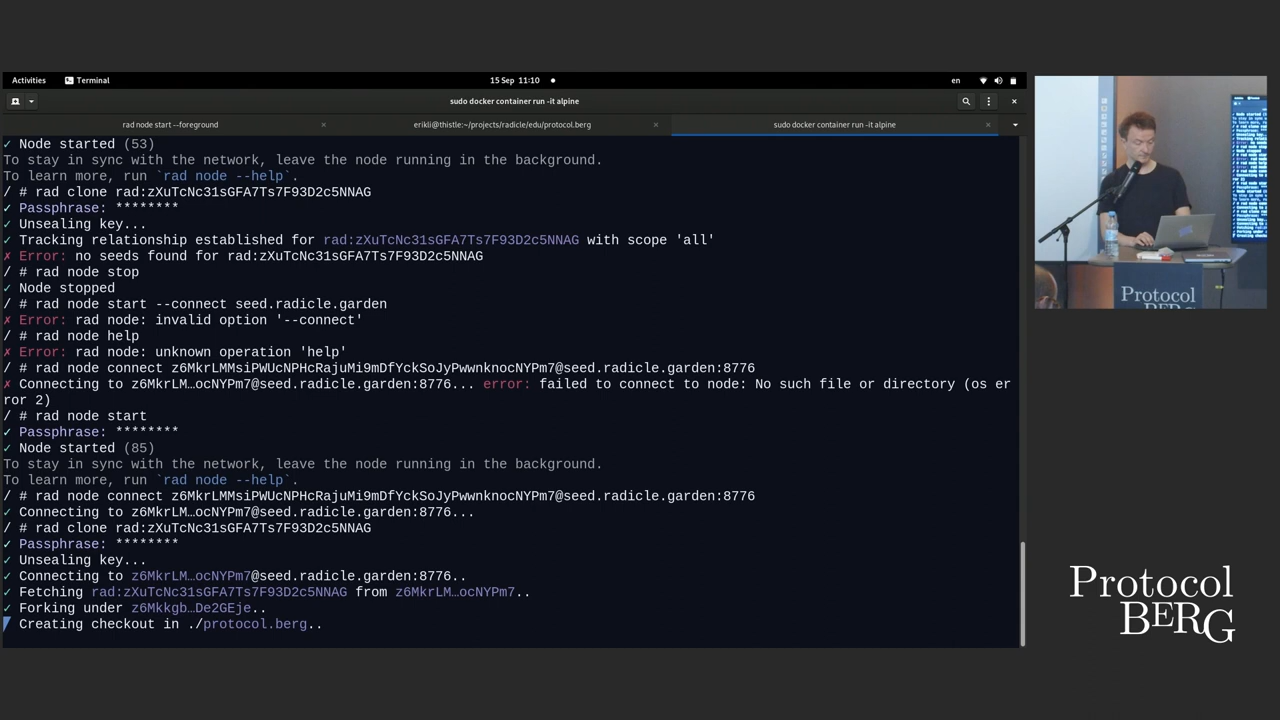 Activities
Terminal
15 Sep 11:10
en
sudo docker container run -it alpine
rad node start --foreground
erikli@thistle:~/projects/radicle/edu/protocol.berg
sudo docker container run -it alpine
✓ Node started (53)
To stay in sync with the network, leave the node running in the background.
To learn more, run `rad node --help`.
/ # rad clone rad:zXuTcNc31sGFA7Ts7F93D2c5NNAG
✓ Passphrase: ********
✓ Unsealing key...
✓ Tracking relationship established for rad:zXuTcNc31sGFA7Ts7F93D2c5NNAG with scope 'all'
✗ Error: no seeds found for rad:zXuTcNc31sGFA7Ts7F93D2c5NNAG
/ # rad node stop
✓ Node stopped
/ # rad node start --connect seed.radicle.garden
✗ Error: rad node: invalid option '--connect'
/ # rad node help
✗ Error: rad node: unknown operation 'help'
/ # rad node connect z6MkrLMMsiPWUcNPHcRajuMi9mDfYckSoJyPwwnknocNYPm7@seed.radicle.garden:8776
✗ Connecting to z6MkrLM…ocNYPm7@seed.radicle.garden:8776... error: failed to connect to node: No such file or directory (os er
ror 2)
/ # rad node start
✓ Passphrase: ********
✓ Node started (85)
To stay in sync with the network, leave the node running in the background.
To learn more, run `rad node --help`.
/ # rad node connect z6MkrLMMsiPWUcNPHcRajuMi9mDfYckSoJyPwwnknocNYPm7@seed.radicle.garden:8776
✓ Connecting to z6MkrLM…ocNYPm7@seed.radicle.garden:8776...
/ # rad clone rad:zXuTcNc31sGFA7Ts7F93D2c5NNAG
✓ Passphrase: ********
✓ Unsealing key...
✓ Connecting to z6MkrLM…ocNYPm7@seed.radicle.garden:8776..
✓ Fetching rad:zXuTcNc31sGFA7Ts7F93D2c5NNAG from z6MkrLM…ocNYPm7..
✓ Forking under z6Mkkgb…De2GEje..
Creating checkout in ./protocol.berg..
Protocol
Protocol
BERG